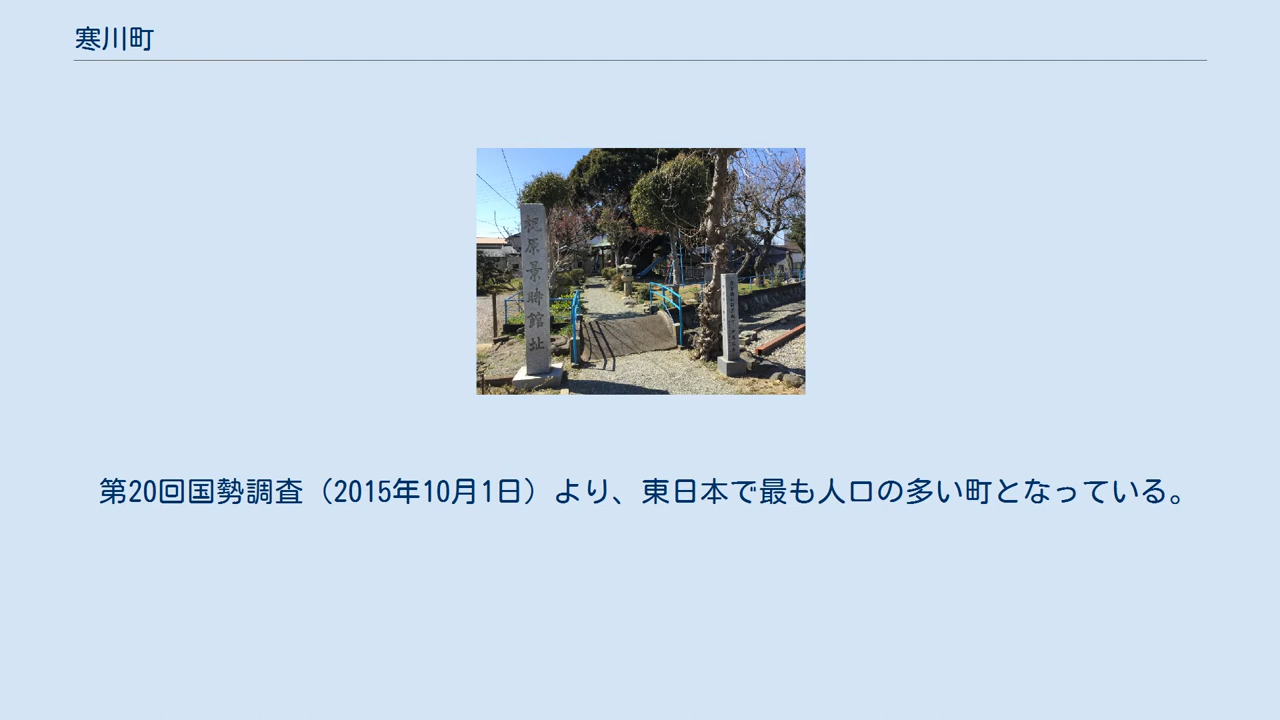 寒川町
梶原景時館址
第20回国勢調査（2015年10月1日）より、東日本で最も人口の多い町となっている。